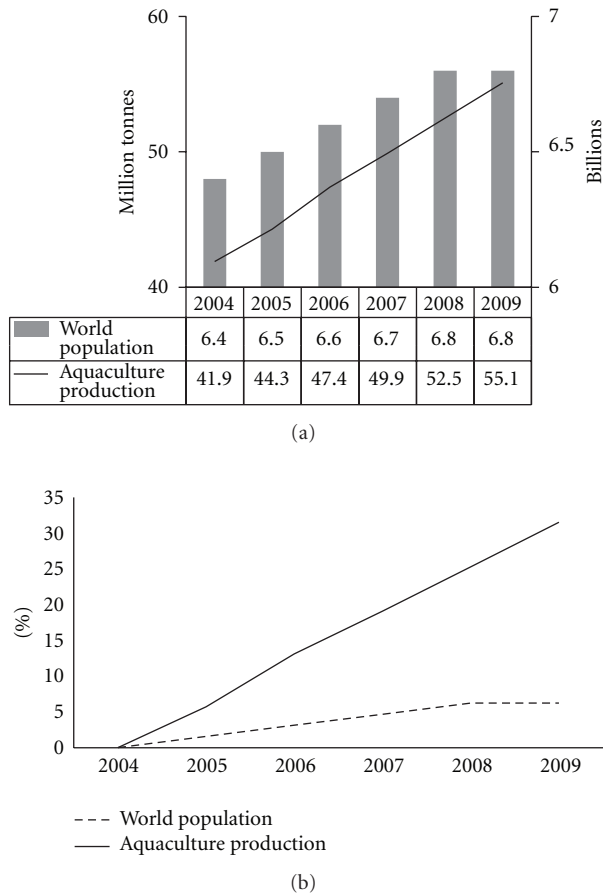 60
50
40
Million tonnes
7
6.5
6
Billions
2004 2005 2006 2007 2008 2009
World
population
6.4 6.5 6.6 6.7 6.8 6.8
Aquaculture
production
41.9 44.3 47.4 49.9 52.5 55.1
(a)
35
30
25
20
15
10
5
0
(%)
2004 2005 2006 2007 2008 2009
World population
Aquaculture production
(b)